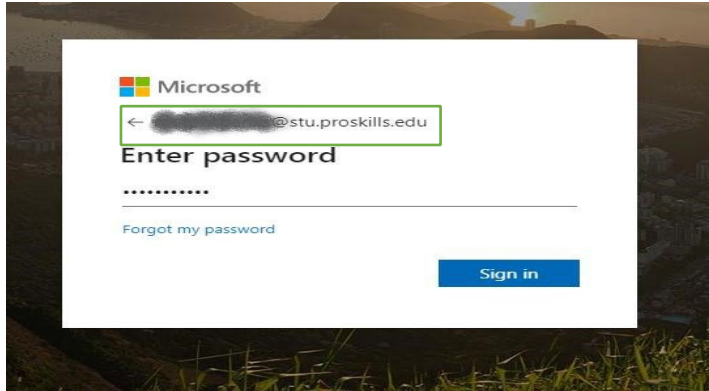 Microsoft
← @stu.proskills.edu
Enter password
•••••••••••
Forgot my password
Sign in